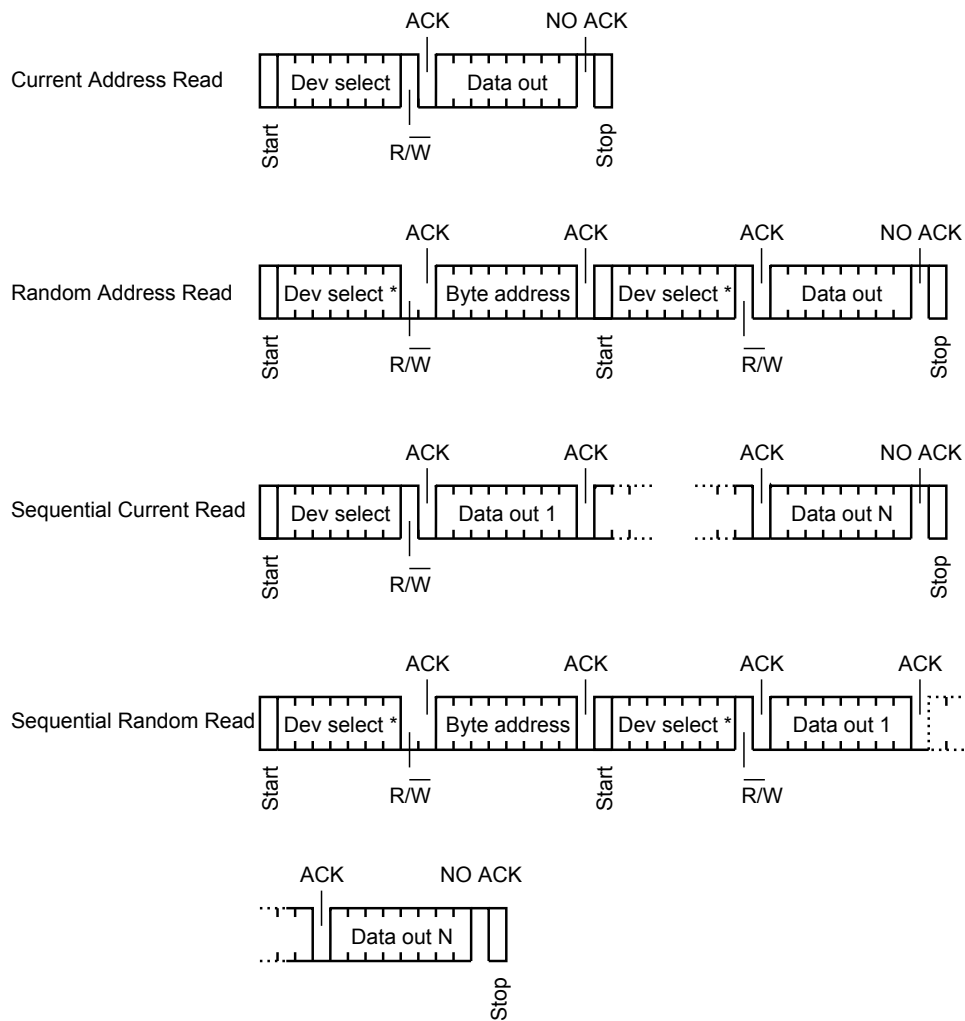 ACK NO ACK
Current Address Read Dev select Data out
Start R/W̅ Stop
ACK ACK ACK NO ACK
Random Address Read Dev select * Byte address Dev select * Data out
Start R/W̅ Start R̅/W Stop
ACK ACK ACK NO ACK
Sequential Current Read Dev select Data out 1 Data out N
Start R/W̅ Stop
ACK ACK ACK ACK
Sequential Random Read Dev select * Byte address Dev select * Data out 1
Start R/W̅ Start R̅/W
ACK NO ACK
Data out N
Stop